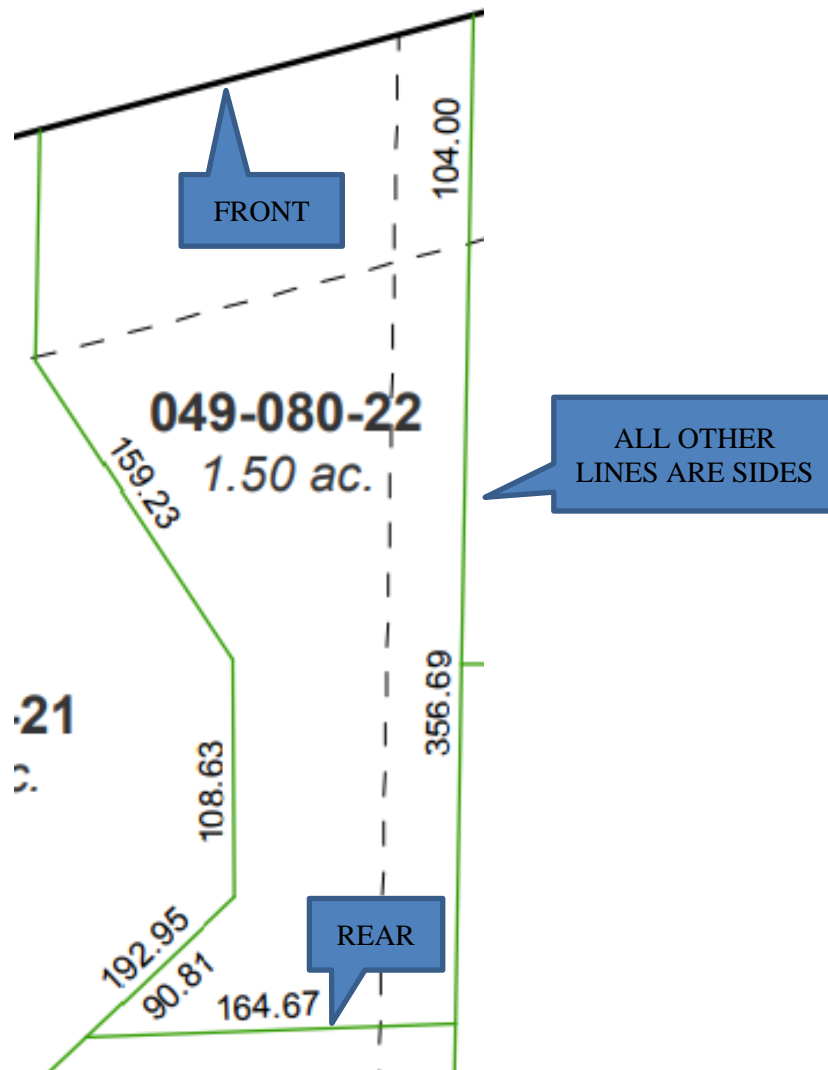 104.00
FRONT
049-080-22
1.50 ac.
ALL OTHER
LINES ARE SIDES
159.23
356.69
-21
108.63
192.95
90.81
REAR
164.67